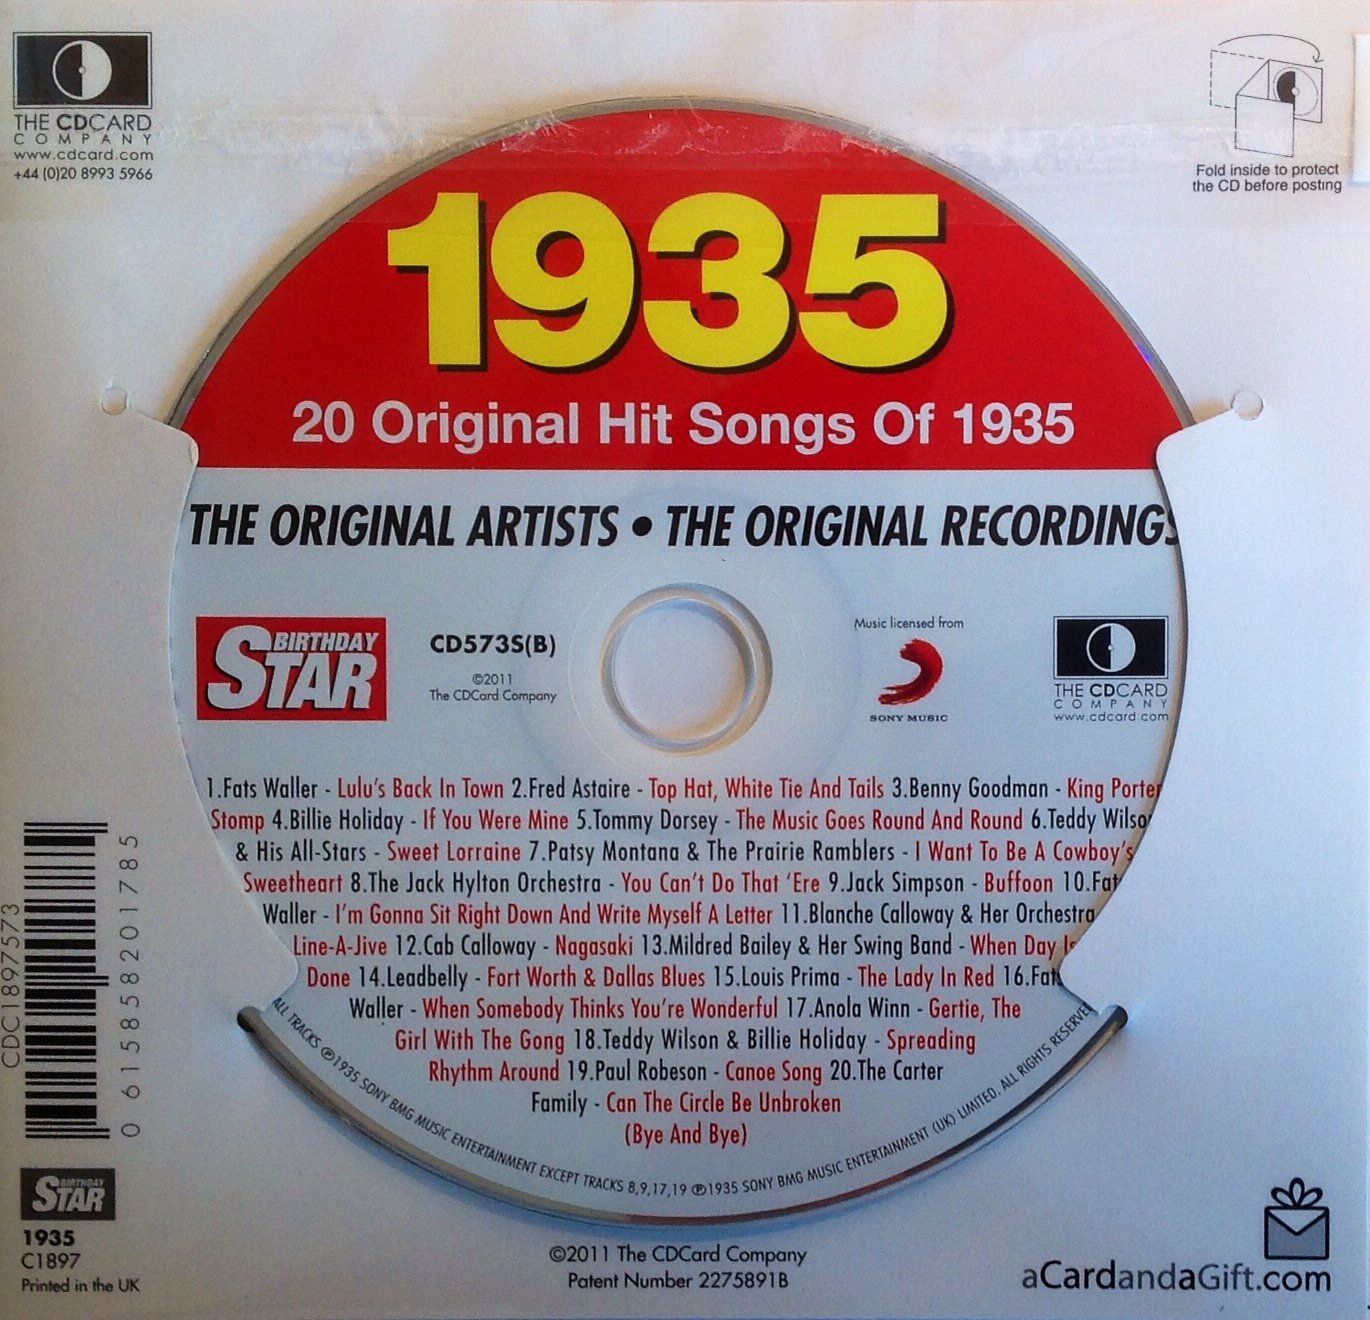 THE CDCARD
COMPANY
www.cdcard.com
+44 (0)20 8993 5966
Fold inside to protect
the CD before posting
1935
20 Original Hit Songs Of 1935
THE ORIGINAL ARTISTS • THE ORIGINAL RECORDINGS
BIRTHDAY
STAR
CD573S(B)
©2011
The CDCard Company
Music licensed from
SONY MUSIC
THE CDCARD
COMPANY
www.cdcard.com
1.Fats Waller - Lulu's Back In Town 2.Fred Astaire - Top Hat, White Tie And Tails 3.Benny Goodman - King Porter
Stomp 4.Billie Holiday - If You Were Mine 5.Tommy Dorsey - The Music Goes Round And Round 6.Teddy Wilson
& His All-Stars - Sweet Lorraine 7.Patsy Montana & The Prairie Ramblers - I Want To Be A Cowboy's
Sweetheart 8.The Jack Hylton Orchestra - You Can't Do That 'Ere 9.Jack Simpson - Buffoon 10.Fat
Waller - I'm Gonna Sit Right Down And Write Myself A Letter 11.Blanche Calloway & Her Orchestra
Line-A-Jive 12.Cab Calloway - Nagasaki 13.Mildred Bailey & Her Swing Band - When Day Is
Done 14.Leadbelly - Fort Worth & Dallas Blues 15.Louis Prima - The Lady In Red 16.Fats
Waller - When Somebody Thinks You're Wonderful 17.Anola Winn - Gertie, The
Girl With The Gong 18.Teddy Wilson & Billie Holiday - Spreading
Rhythm Around 19.Paul Robeson - Canoe Song 20.The Carter
Family - Can The Circle Be Unbroken
(Bye And Bye)
ALL TRACKS ℗1935 SONY BMG MUSIC ENTERTAINMENT EXCEPT TRACKS 8,9,17,19 ℗1935 SONY BMG MUSIC ENTERTAINMENT (UK) LIMITED. ALL RIGHTS RESERVED
CDC1897573
0 615858 201785
BIRTHDAY
STAR
1935
C1897
Printed in the UK
©2011 The CDCard Company
Patent Number 2275891B
aCardandaGift.com